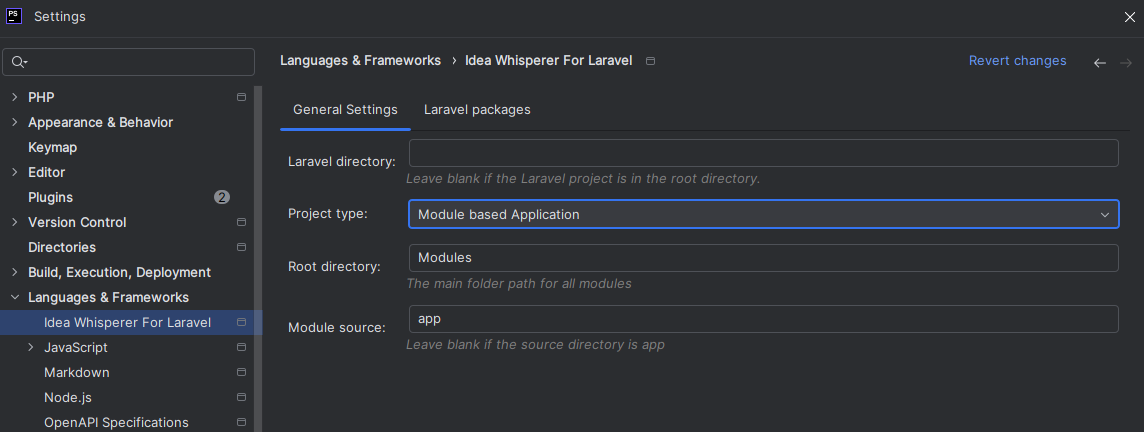 PS Settings
Languages & Frameworks › Idea Whisperer For Laravel Revert changes
PHP
Appearance & Behavior
Keymap
Editor
Plugins 2
Version Control
Directories
Build, Execution, Deployment
Languages & Frameworks
Idea Whisperer For Laravel
JavaScript
Markdown
Node.js
OpenAPI Specifications
General Settings Laravel packages
Laravel directory:
Leave blank if the Laravel project is in the root directory.
Project type: Module based Application
Root directory: Modules
The main folder path for all modules
Module source: app
Leave blank if the source directory is app